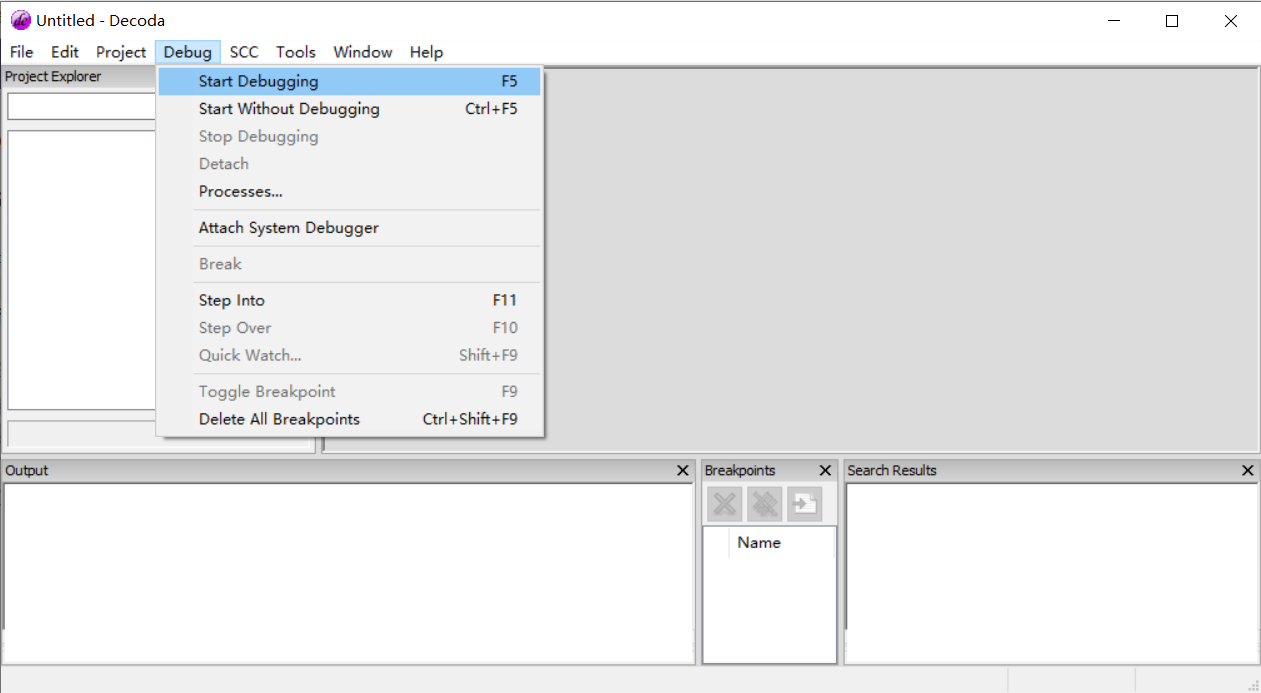 Untitled - Decoda
File Edit Project Debug SCC Tools Window Help
Project Explorer
Start Debugging F5
Start Without Debugging Ctrl+F5
Stop Debugging
Detach
Processes...
Attach System Debugger
Break
Step Into F11
Step Over F10
Quick Watch... Shift+F9
Toggle Breakpoint F9
Delete All Breakpoints Ctrl+Shift+F9
Output
Breakpoints
Name
Search Results